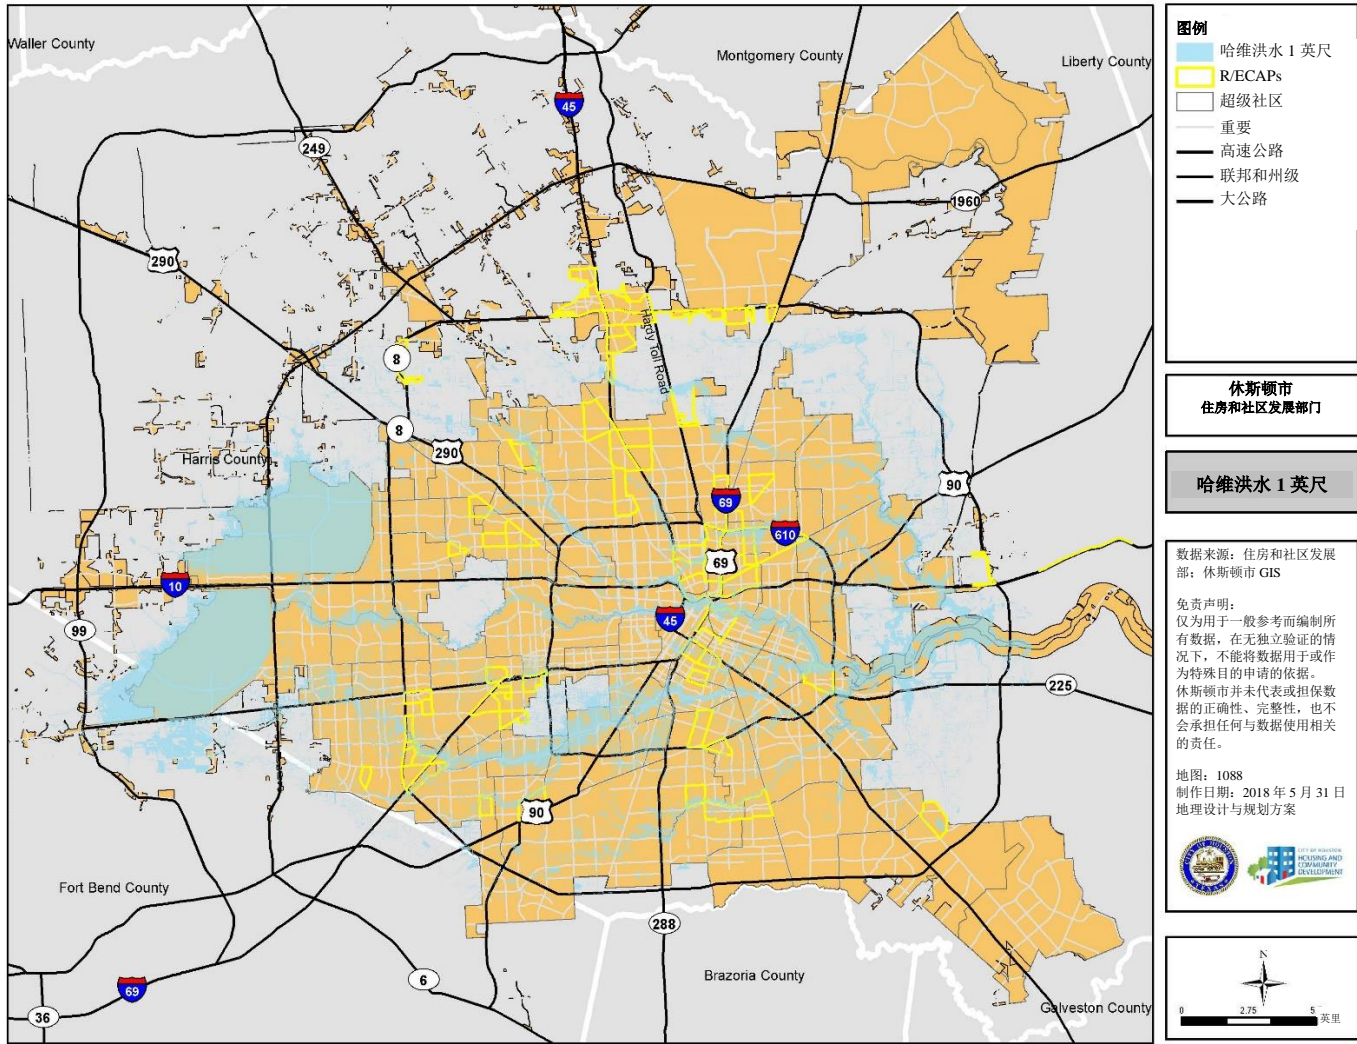 Waller County
Montgomery County
Liberty County
45
249
1960
290
Hardy Toll Road
8
8
290
Harris County
90
69
610
69
10
45
99
225
90
Fort Bend County
288
Brazoria County
6
69
36
Galveston County
图例
哈维洪水 1 英尺
R/ECAPs
超级社区
重要
高速公路
联邦和州级
大公路
休斯顿市
住房和社区发展部门
哈维洪水 1 英尺
数据来源：住房和社区发展
部；休斯顿市 GIS
免责声明：
仅为用于一般参考而编制所
有数据，在无独立验证的情
况下，不能将数据用于或作
为特殊目的申请的依据。
休斯顿市并未代表或担保数
据的正确性、完整性，也不
会承担任何与数据使用相关
的责任。
地图：1088
制作日期：2018 年 5 月 31 日
地理设计与规划方案
CITY OF HOUSTON
TEXAS
CITY OF HOUSTON
HOUSING AND
COMMUNITY
DEVELOPMENT
N
0 2.75 5
英里